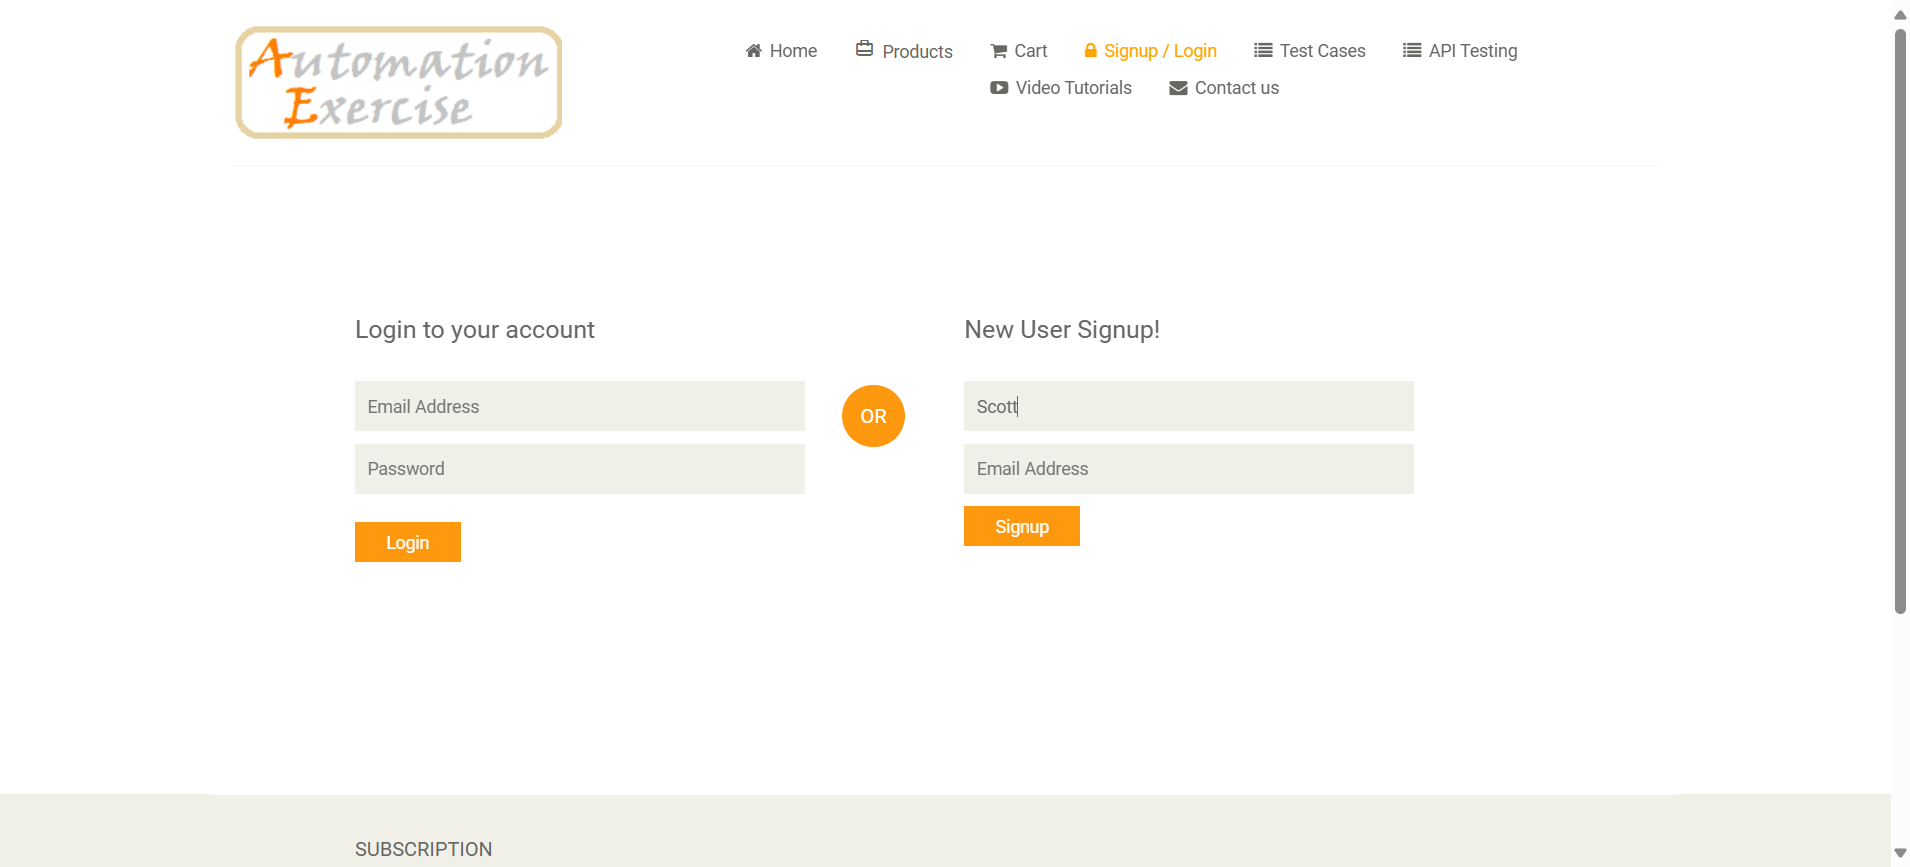 Automation
Exercise
Home
Products
Cart
Signup / Login
Test Cases
API Testing
Video Tutorials
Contact us
Login to your account
Email Address
Password
Login
OR
New User Signup!
Scott
Email Address
Signup
SUBSCRIPTION